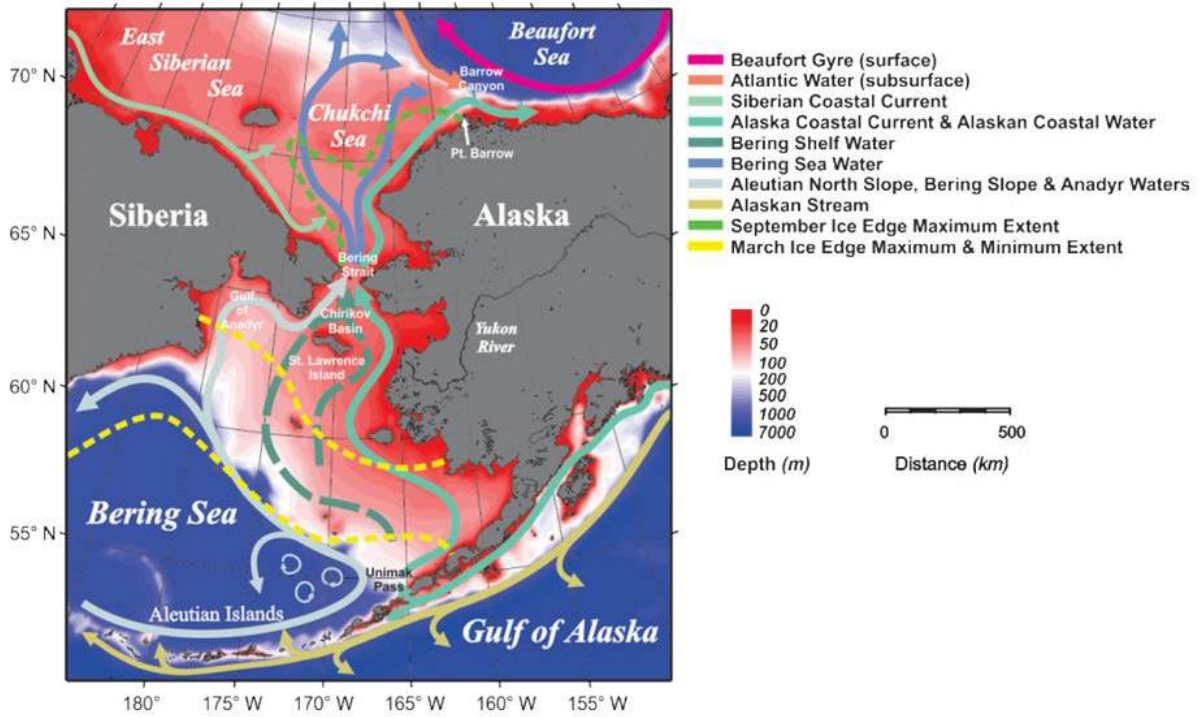 East
Siberian
Sea
Beaufort
Sea
Barrow
Canyon
Chukchi
Sea
Pt. Barrow
Siberia
Alaska
Bering
Strait
Gulf
of
Anadyr
Chirikov
Basin
St. Lawrence
Island
Yukon
River
Bering Sea
Unimak
Pass
Aleutian Islands
Gulf of Alaska
70° N
65° N
60° N
55° N
180°
175° W
170° W
165° W
160° W
155° W
Beaufort Gyre (surface)
Atlantic Water (subsurface)
Siberian Coastal Current
Alaska Coastal Current & Alaskan Coastal Water
Bering Shelf Water
Bering Sea Water
Aleutian North Slope, Bering Slope & Anadyr Waters
Alaskan Stream
September Ice Edge Maximum Extent
March Ice Edge Maximum & Minimum Extent
0
20
50
100
200
500
1000
7000
Depth (m)
0 500
Distance (km)